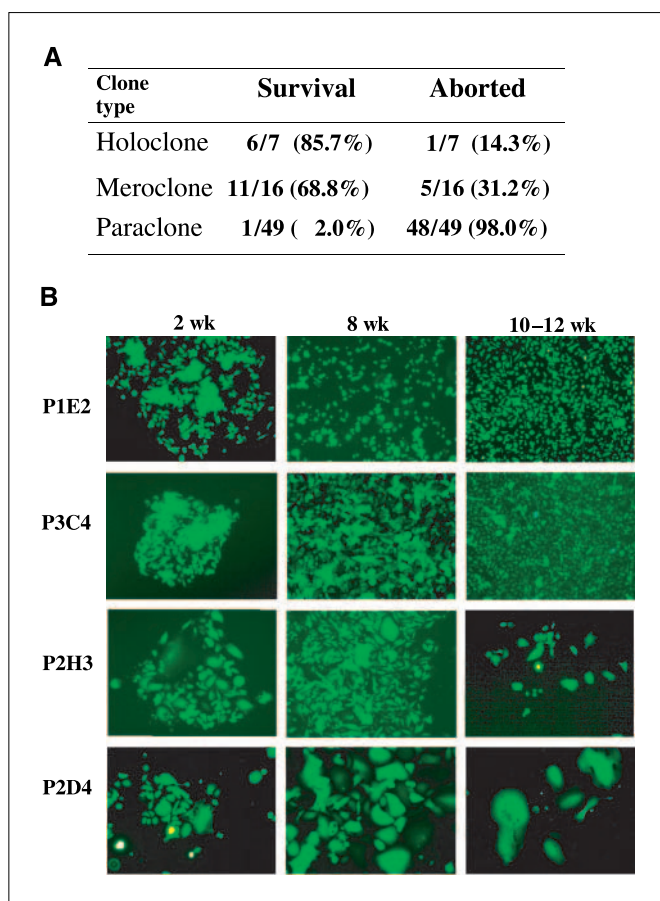 A
Clone type Survival Aborted
Holoclone 6/7 (85.7%) 1/7 (14.3%)
Meroclone 11/16 (68.8%) 5/16 (31.2%)
Paraclone 1/49 ( 2.0%) 48/49 (98.0%)
B
2 wk 8 wk 10–12 wk
P1E2
P3C4
P2H3
P2D4